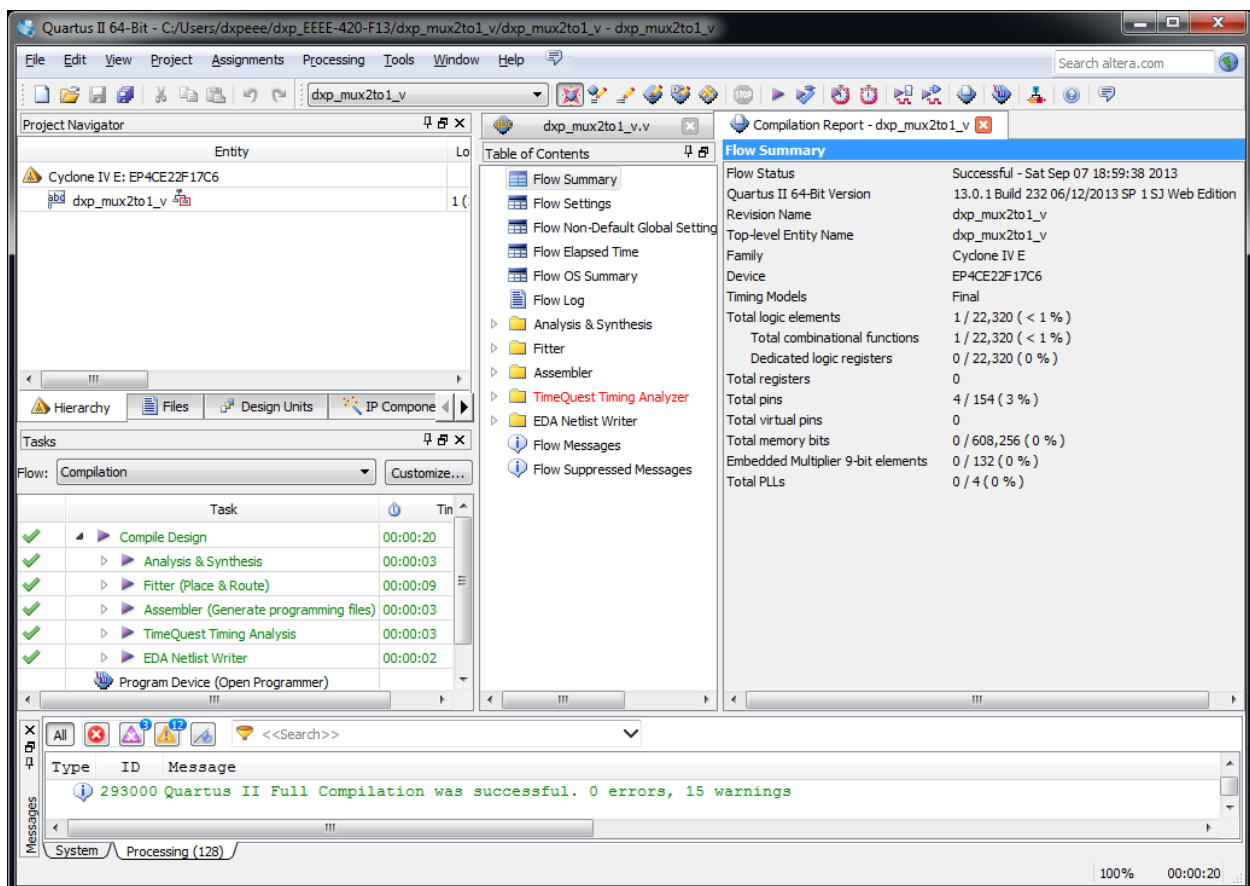 Quartus II 64-Bit - C:/Users/dxpeee/dxp_EEEE-420-F13/dxp_mux2to1_v/dxp_mux2to1_v - dxp_mux2to1_v
File Edit View Project Assignments Processing Tools Window Help
Search altera.com
dxp_mux2to1_v
STOP
Project Navigator
Entity Lo
Cyclone IV E: EP4CE22F17C6
abd dxp_mux2to1_v 1 (
Hierarchy Files Design Units IP Compone
Tasks
Flow: Compilation Customize...
Task Tin
Compile Design 00:00:20
Analysis & Synthesis 00:00:03
Fitter (Place & Route) 00:00:09
Assembler (Generate programming files) 00:00:03
TimeQuest Timing Analysis 00:00:03
EDA Netlist Writer 00:00:02
Program Device (Open Programmer)
dxp_mux2to1_v.v
Compilation Report - dxp_mux2to1_v
Table of Contents
Flow Summary
Flow Settings
Flow Non-Default Global Setting
Flow Elapsed Time
Flow OS Summary
Flow Log
Analysis & Synthesis
Fitter
Assembler
TimeQuest Timing Analyzer
EDA Netlist Writer
Flow Messages
Flow Suppressed Messages
Flow Summary
Flow Status Successful - Sat Sep 07 18:59:38 2013
Quartus II 64-Bit Version 13.0.1 Build 232 06/12/2013 SP 1 SJ Web Edition
Revision Name dxp_mux2to1_v
Top-level Entity Name dxp_mux2to1_v
Family Cyclone IV E
Device EP4CE22F17C6
Timing Models Final
Total logic elements 1 / 22,320 ( < 1 % )
Total combinational functions 1 / 22,320 ( < 1 % )
Dedicated logic registers 0 / 22,320 ( 0 % )
Total registers 0
Total pins 4 / 154 ( 3 % )
Total virtual pins 0
Total memory bits 0 / 608,256 ( 0 % )
Embedded Multiplier 9-bit elements 0 / 132 ( 0 % )
Total PLLs 0 / 4 ( 0 % )
All 3 12 <<Search>>
Type ID Message
293000 Quartus II Full Compilation was successful. 0 errors, 15 warnings
Messages
System Processing (128)
100% 00:00:20